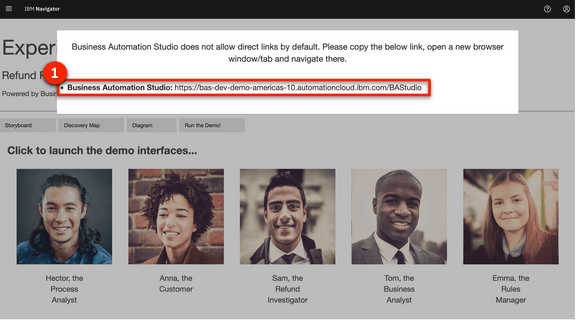 IBM Navigator
Business Automation Studio does not allow direct links by default. Please copy the below link, open a new browser
window/tab and navigate there.
Exper
Refund
1
• Business Automation Studio: https://bas-dev-demo-americas-10.automationcloud.ibm.com/BAStudio
Powered by Busin
Storyboard
Discovery Map
Diagram
Run the Demo!
Click to launch the demo interfaces...
Hector, the
Process
Analyst
Anna, the
Customer
Sam, the
Refund
Investigator
Tom, the
Business
Analyst
Emma, the
Rules
Manager